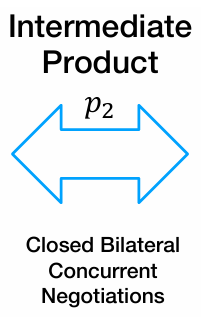 Intermediate
Product
p₂
Closed Bilateral
Concurrent
Negotiations